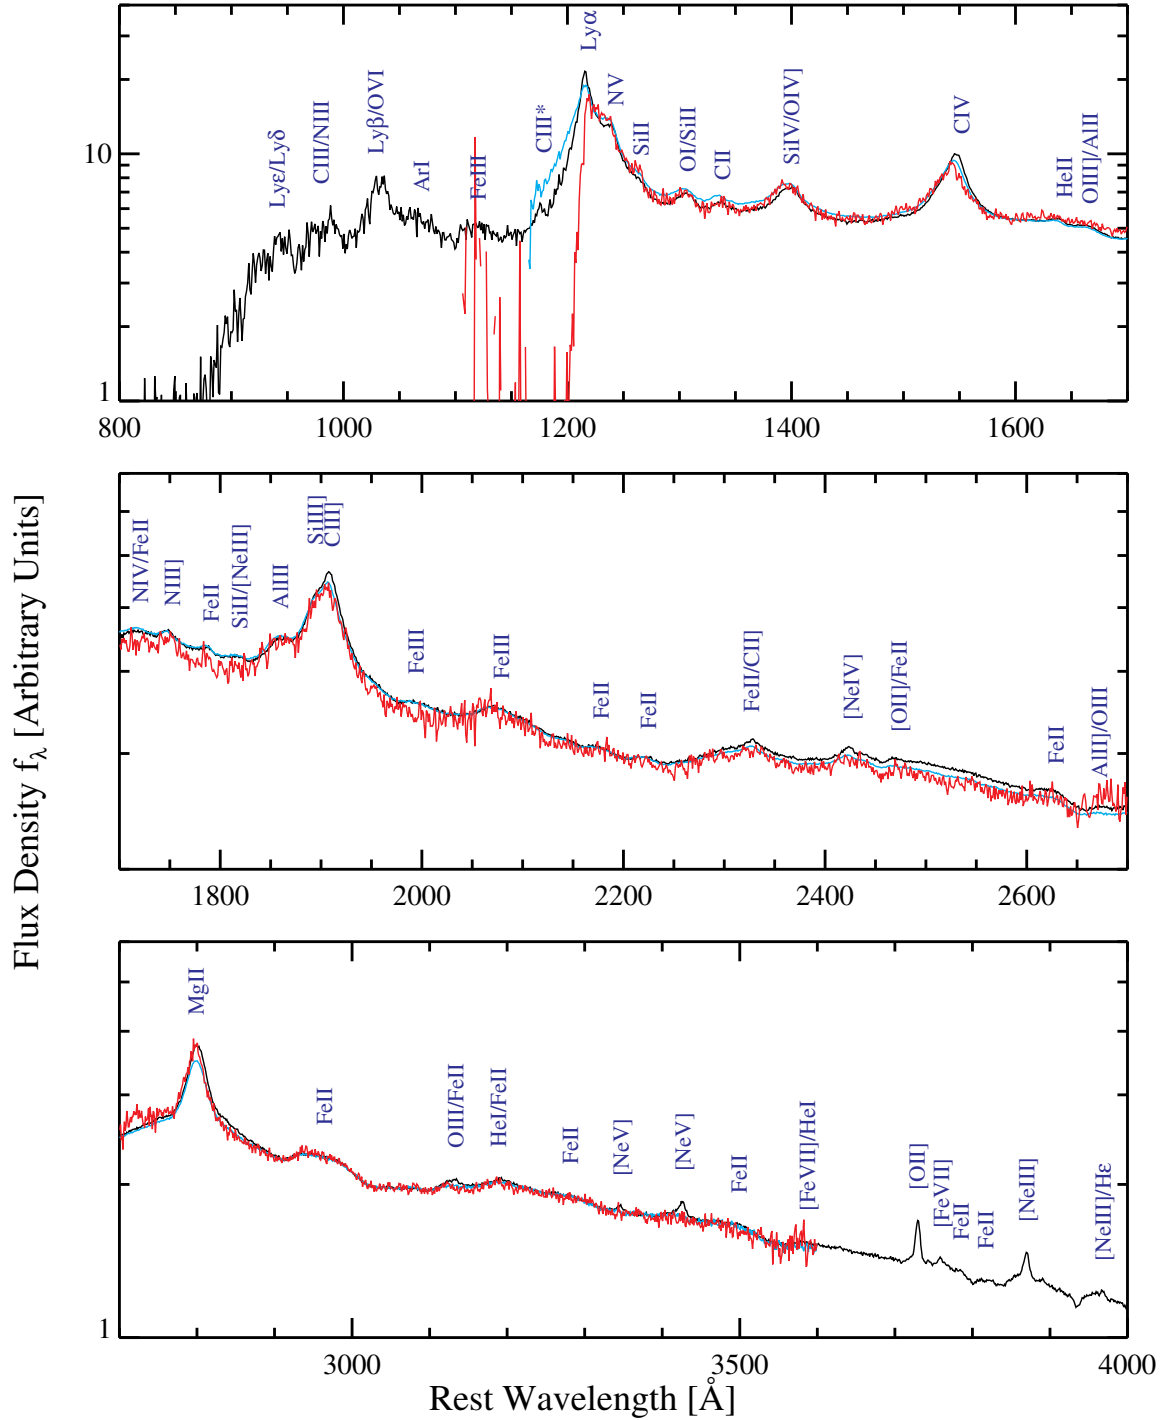 Flux Density fλ [Arbitrary Units]
10
1
Lyε/Lyδ
CIII/NIII
Lyβ/OVI
ArI
FeIII
CIII*
Lyα
NV
SiII
OI/SiII
CII
SiIV/OIV]
CIV
HeII
OIII]/AlII
800 1000 1200 1400 1600
NIV/FeII
NIII]
FeII
SiII/[NeIII]
AlIII
SiIII]
CIII]
FeIII
FeIII
FeII
FeII
FeII/CII]
[NeIV]
[OII]/FeII
FeII
AlII]/OIII
1800 2000 2200 2400 2600
MgII
FeII
OIII/FeII
HeI/FeII
FeII
[NeV]
[NeV]
FeII
[FeVII]/HeI
[OII]
[FeVII]
FeII
FeII
[NeIII]
[NeIII]/Hε
1
3000 3500 4000
Rest Wavelength [Å]